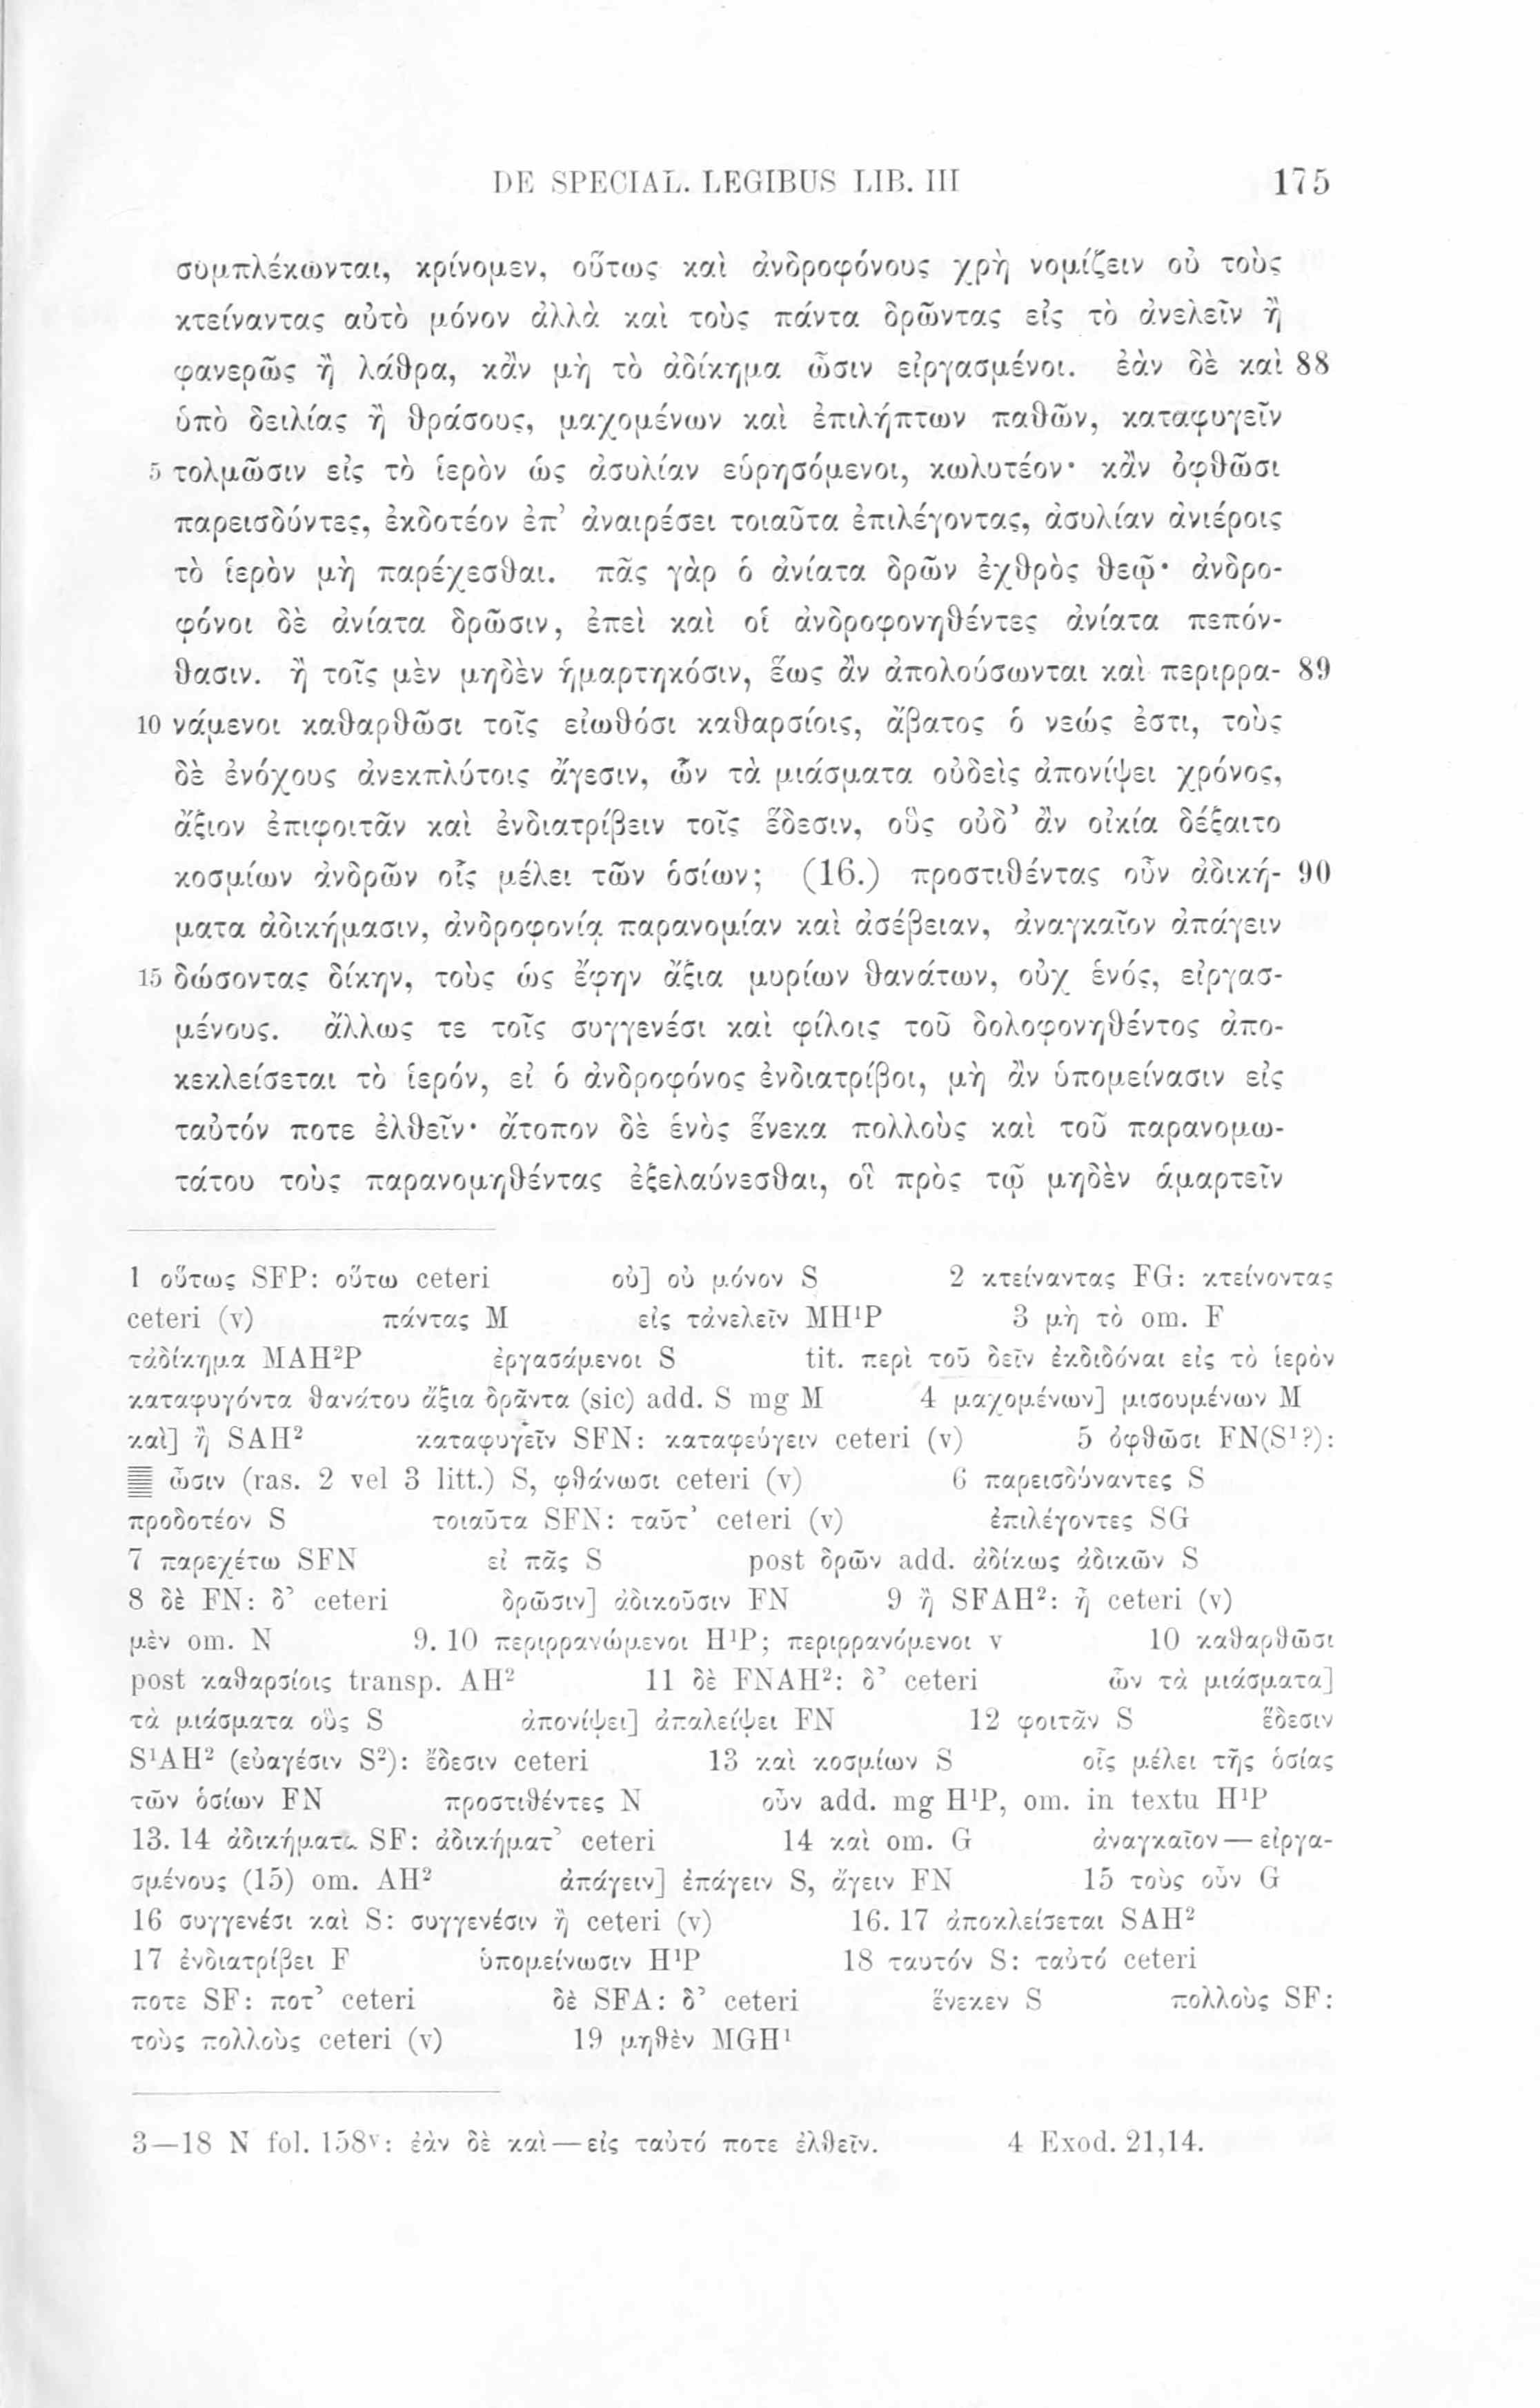 DE SPECIAL. LEGIBUS LIB. III 175
συμπλέκωνται, κρίνομεν, οὕτως καὶ ἀνδροφόνους χρὴ νομίζειν οὐ τοὺς
κτείναντας αὐτὸ μόνον ἀλλὰ καὶ τοὺς πάντα δρῶντας εἰς τὸ ἀνελεῖν ἢ
φανερῶς ἢ λάθρα, κἂν μὴ τὸ ἀδίκημα ὦσιν εἰργασμένοι. ἐὰν δὲ καὶ 88
ὑπὸ δειλίας ἢ θράσους, μαχομένων καὶ ἐπιλήπτων παθῶν, καταφυγεῖν
5 τολμῶσιν εἰς τὸ ἱερὸν ὡς ἀσυλίαν εὑρησόμενοι, κωλυτέον· κἂν ὀφθῶσι
παρεισδύντες, ἐκδοτέον ἐπ’ ἀναιρέσει τοιαῦτα ἐπιλέγοντας, ἀσυλίαν ἀνιέροις
τὸ ἱερὸν μὴ παρέχεσθαι. πᾶς γὰρ ὁ ἀνίατα δρῶν ἐχθρὸς θεῷ· ἀνδρο-
φόνοι δὲ ἀνίατα δρῶσιν, ἐπεὶ καὶ οἱ ἀνδροφονηθέντες ἀνίατα πεπόν-
θασιν. ἢ τοῖς μὲν μηδὲν ἡμαρτηκόσιν, ἕως ἂν ἀπολούσωνται καὶ περιρρα- 89
10 νάμενοι καθαρθῶσι τοῖς εἰωθόσι καθαρσίοις, ἄβατος ὁ νεώς ἐστι, τοὺς
δὲ ἐνόχους ἀνεκπλύτοις ἄγεσιν, ὧν τὰ μιάσματα οὐδεὶς ἀπονίψει χρόνος,
ἄξιον ἐπιφοιτᾶν καὶ ἐνδιατρίβειν τοῖς ἕδεσιν, οὓς οὐδ’ ἂν οἰκία δέξαιτο
κοσμίων ἀνδρῶν οἷς μέλει τῶν ὁσίων; (16.) προστιθέντας οὖν ἀδική- 90
ματα ἀδικήμασιν, ἀνδροφονίᾳ παρανομίαν καὶ ἀσέβειαν, ἀναγκαῖον ἀπάγειν
15 δώσοντας δίκην, τοὺς ὡς ἔφην ἄξια μυρίων θανάτων, οὐχ ἑνός, εἰργασ-
μένους. ἄλλως τε τοῖς συγγενέσι καὶ φίλοις τοῦ δολοφονηθέντος ἀπο-
κεκλείσεται τὸ ἱερόν, εἰ ὁ ἀνδροφόνος ἐνδιατρίβοι, μὴ ἂν ὑπομείνασιν εἰς
ταὐτόν ποτε ἐλθεῖν· ἄτοπον δὲ ἑνὸς ἕνεκα πολλοὺς καὶ τοῦ παρανομω-
τάτου τοὺς παρανομηθέντας ἐξελαύνεσθαι, οἳ πρὸς τῷ μηδὲν ἁμαρτεῖν
1 οὕτως SFP: οὕτω ceteri οὐ] οὐ μόνον S 2 κτείναντας FG: κτείνοντας
ceteri (v) πάντας M εἰς τἀνελεῖν MH¹P 3 μὴ τὸ om. F
τἀδίκημα MAH²P ἐργασάμενοι S tit. περὶ τοῦ δεῖν ἐκδιδόναι εἰς τὸ ἱερὸν
καταφυγόντα θανάτου ἄξια δρᾶντα (sic) add. S mg M 4 μαχομένων] μισουμένων M
καὶ] ἢ SAH² καταφυγεῖν SFN: καταφεύγειν ceteri (v) 5 ὀφθῶσι FN(S¹?):
ὦσιν (ras. 2 vel 3 litt.) S, φθάνωσι ceteri (v) 6 παρεισδύναντες S
προδοτέον S τοιαῦτα SFN: ταῦτ’ ceteri (v) ἐπιλέγοντες SG
7 παρεχέτω SFN εἰ πᾶς S post δρῶν add. ἀδίκως ἀδικῶν S
8 δὲ FN: δ’ ceteri δρῶσιν] ἀδικοῦσιν FN 9 ἢ SFAH²: ἦ ceteri (v)
μὲν om. N 9. 10 περιρρανώμενοι H¹P; περιρρανόμενοι v 10 καθαρθῶσι
post καθαρσίοις transp. AH² 11 δὲ FNAH²: δ’ ceteri ὧν τὰ μιάσματα]
τὰ μιάσματα οὓς S ἀπονίψει] ἀπαλείψει FN 12 φοιτᾶν S ἕδεσιν
S¹AH² (εὐαγέσιν S²): ἔδεσιν ceteri 13 καὶ κοσμίων S οἷς μέλει τῆς ὁσίας
τῶν ὁσίων FN προστιθέντες N οὖν add. mg H¹P, om. in textu H¹P
13. 14 ἀδικήματα SF: ἀδικήματ’ ceteri 14 καὶ om. G ἀναγκαῖον — εἰργα-
σμένους (15) om. AH² ἀπάγειν] ἐπάγειν S, ἄγειν FN 15 τοὺς οὖν G
16 συγγενέσι καὶ S: συγγενέσιν ἢ ceteri (v) 16. 17 ἀποκλείσεται SAH²
17 ἐνδιατρίβει F ὑπομείνωσιν H¹P 18 ταυτόν S: ταὐτό ceteri
ποτε SF: ποτ’ ceteri δὲ SFA: δ’ ceteri ἕνεκεν S πολλοὺς SF:
τοὺς πολλοὺς ceteri (v) 19 μηθὲν MGH¹
3—18 N fol. 158ᵛ: ἐὰν δὲ καὶ — εἰς ταὐτό ποτε ἐλθεῖν. 4 Exod. 21,14.